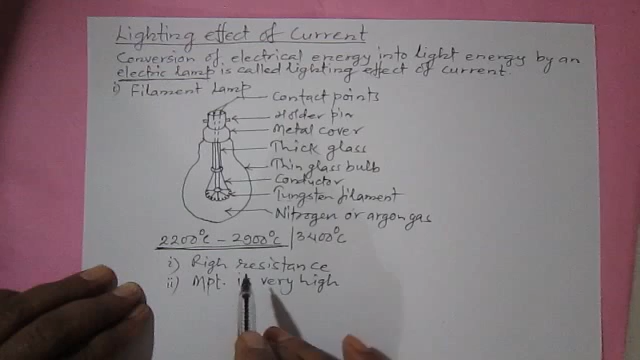 Lighting effect of Current
Conversion of electrical energy into light energy by an
electric lamp is called lighting effect of current.
i) Filament Lamp
Contact points
Holder pin
Metal cover
Thick glass
Thin glass bulb
Conductor
Tungsten filament
Nitrogen or argon gas
2200°C - 2900°C | 3400°C
i) High resistance
ii) Mpt. is very high